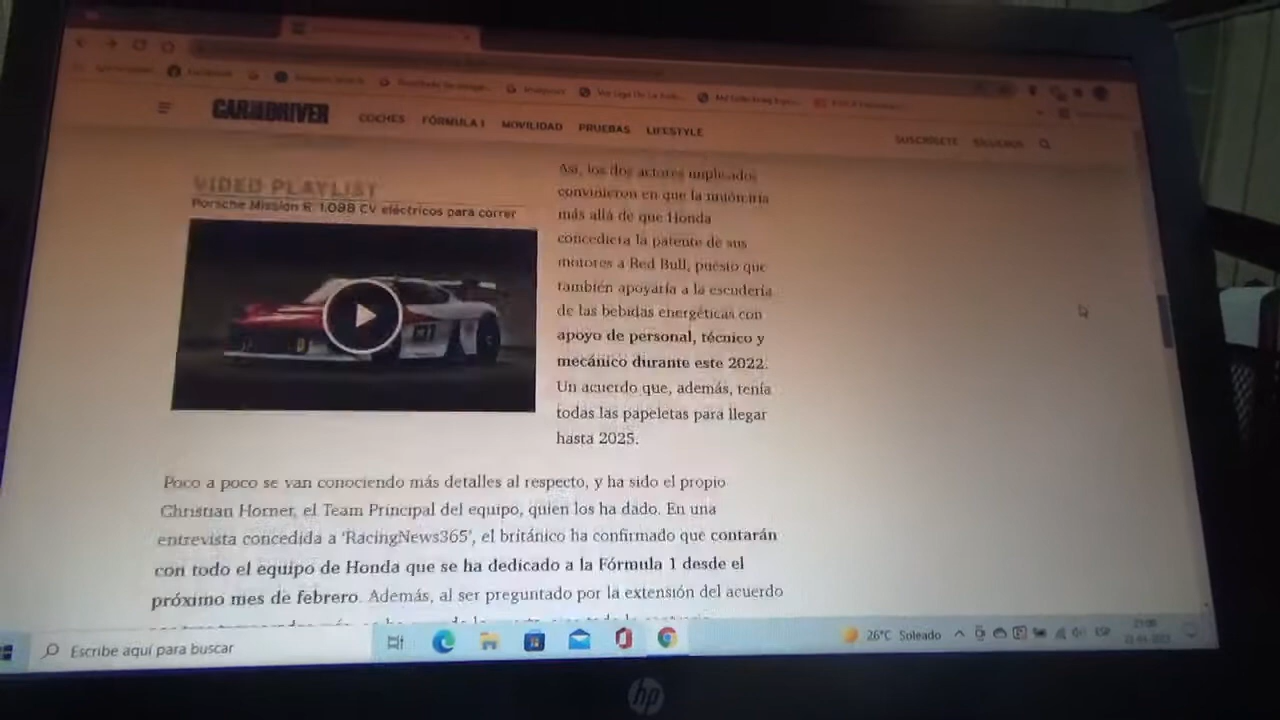 CAR AND DRIVER
COCHES FÓRMULA 1 MOVILIDAD PRUEBAS LIFESTYLE
SUSCRÍBETE SÍGUENOS
VIDEO PLAYLIST
Porsche Mission R: 1.088 CV eléctricos para correr
Así, los dos actores implicados
convinieron en que la unión iría
más allá de que Honda
concediera la patente de sus
motores a Red Bull, puesto que
también apoyaría a la escudería
de las bebidas energéticas con
apoyo de personal, técnico y
mecánico durante este 2022.
Un acuerdo que, además, tenía
todas las papeletas para llegar
hasta 2025.
Poco a poco se van conociendo más detalles al respecto, y ha sido el propio
Christian Horner, el Team Principal del equipo, quien los ha dado. En una
entrevista concedida a 'RacingNews365', el británico ha confirmado que contarán
con todo el equipo de Honda que se ha dedicado a la Fórmula 1 desde el
próximo mes de febrero. Además, al ser preguntado por la extensión del acuerdo
Escribe aquí para buscar
26°C Soleado
ESP
hp